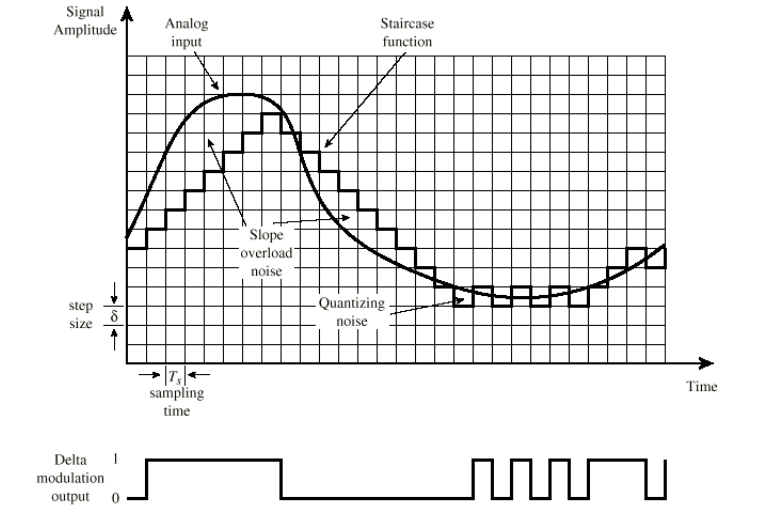 Signal
Amplitude
Analog
input
Staircase
function
Slope
overload
noise
Quantizing
noise
step
size
δ
Ts
sampling
time
Time
Delta
modulation
output
1
0